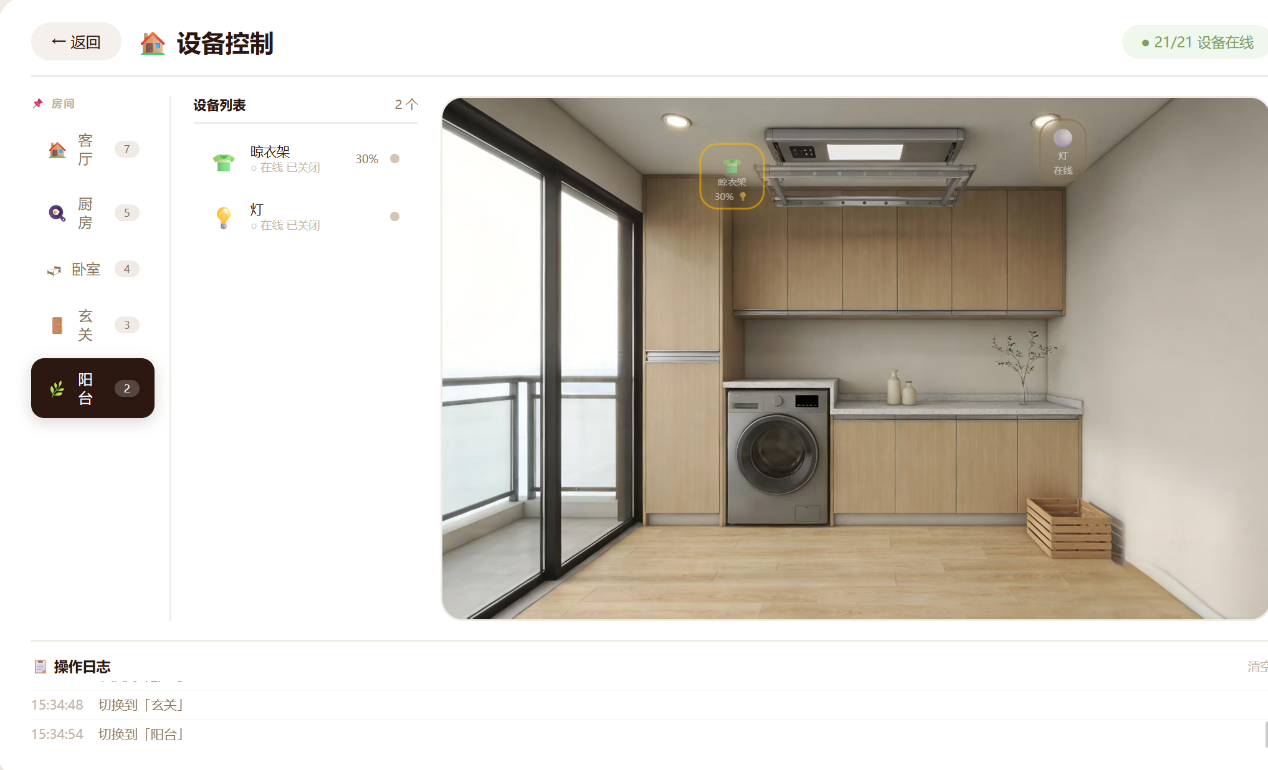 ← 返回
设备控制
● 21/21 设备在线
房间
客厅
7
厨房
5
卧室
4
玄关
3
阳台
2
设备列表
2 个
晾衣架
○ 在线 已关闭
30%
灯
○ 在线 已关闭
晾衣架
30%
灯
在线
操作日志
清空
15:34:48 切换到「玄关」
15:34:54 切换到「阳台」